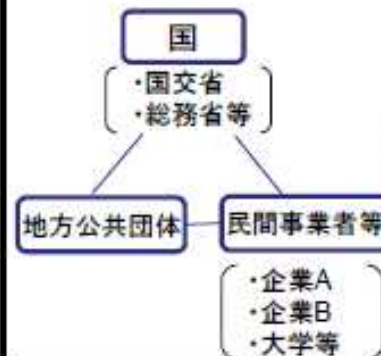 国
・国交省
・総務省等
地方公共団体
民間事業者等
・企業A
・企業B
・大学等